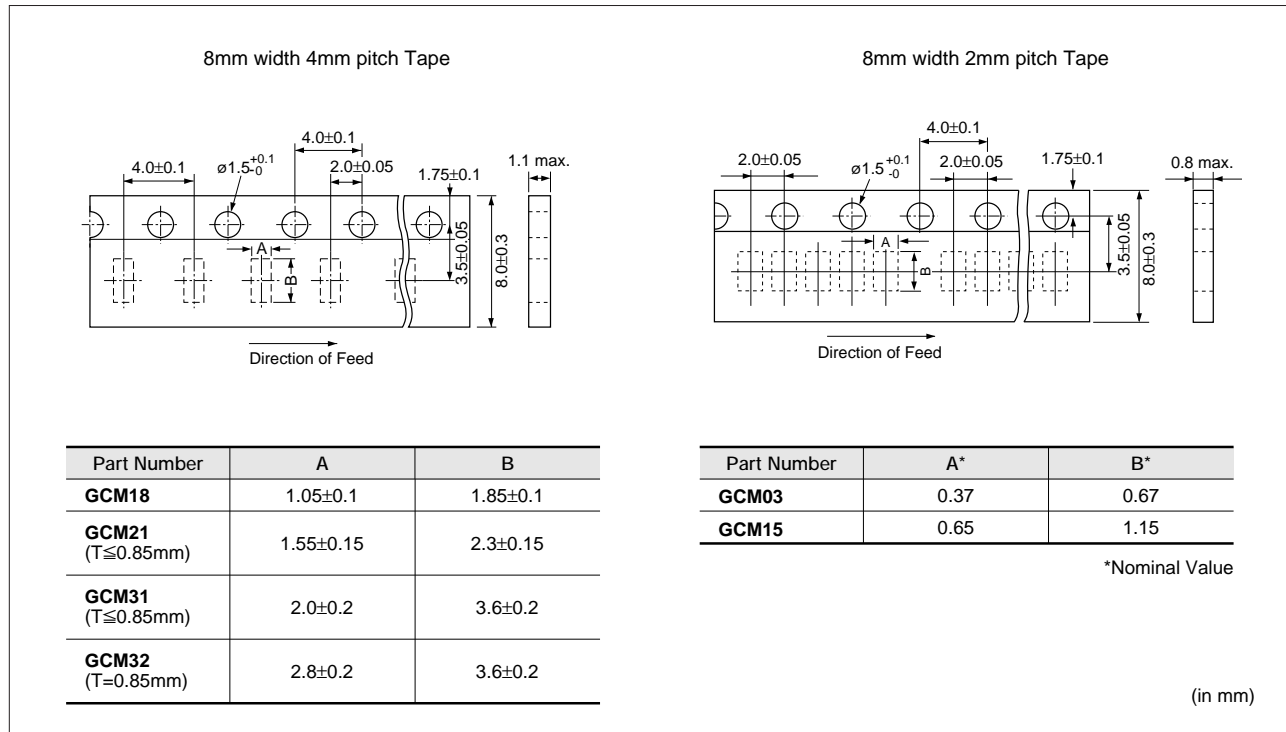 8mm width 4mm pitch Tape
4.0±0.1
4.0±0.1
ø1.5+0.1-0
2.0±0.05
1.75±0.1
1.1 max.
A
B
3.5±0.05
8.0±0.3
Direction of Feed
Part Number A B
GCM18 1.05±0.1 1.85±0.1
GCM21
(T≦0.85mm) 1.55±0.15 2.3±0.15
GCM31
(T≦0.85mm) 2.0±0.2 3.6±0.2
GCM32
(T=0.85mm) 2.8±0.2 3.6±0.2
8mm width 2mm pitch Tape
4.0±0.1
2.0±0.05
ø1.5+0.1-0
2.0±0.05
1.75±0.1
0.8 max.
A
B
3.5±0.05
8.0±0.3
Direction of Feed
Part Number A* B*
GCM03 0.37 0.67
GCM15 0.65 1.15
*Nominal Value
(in mm)